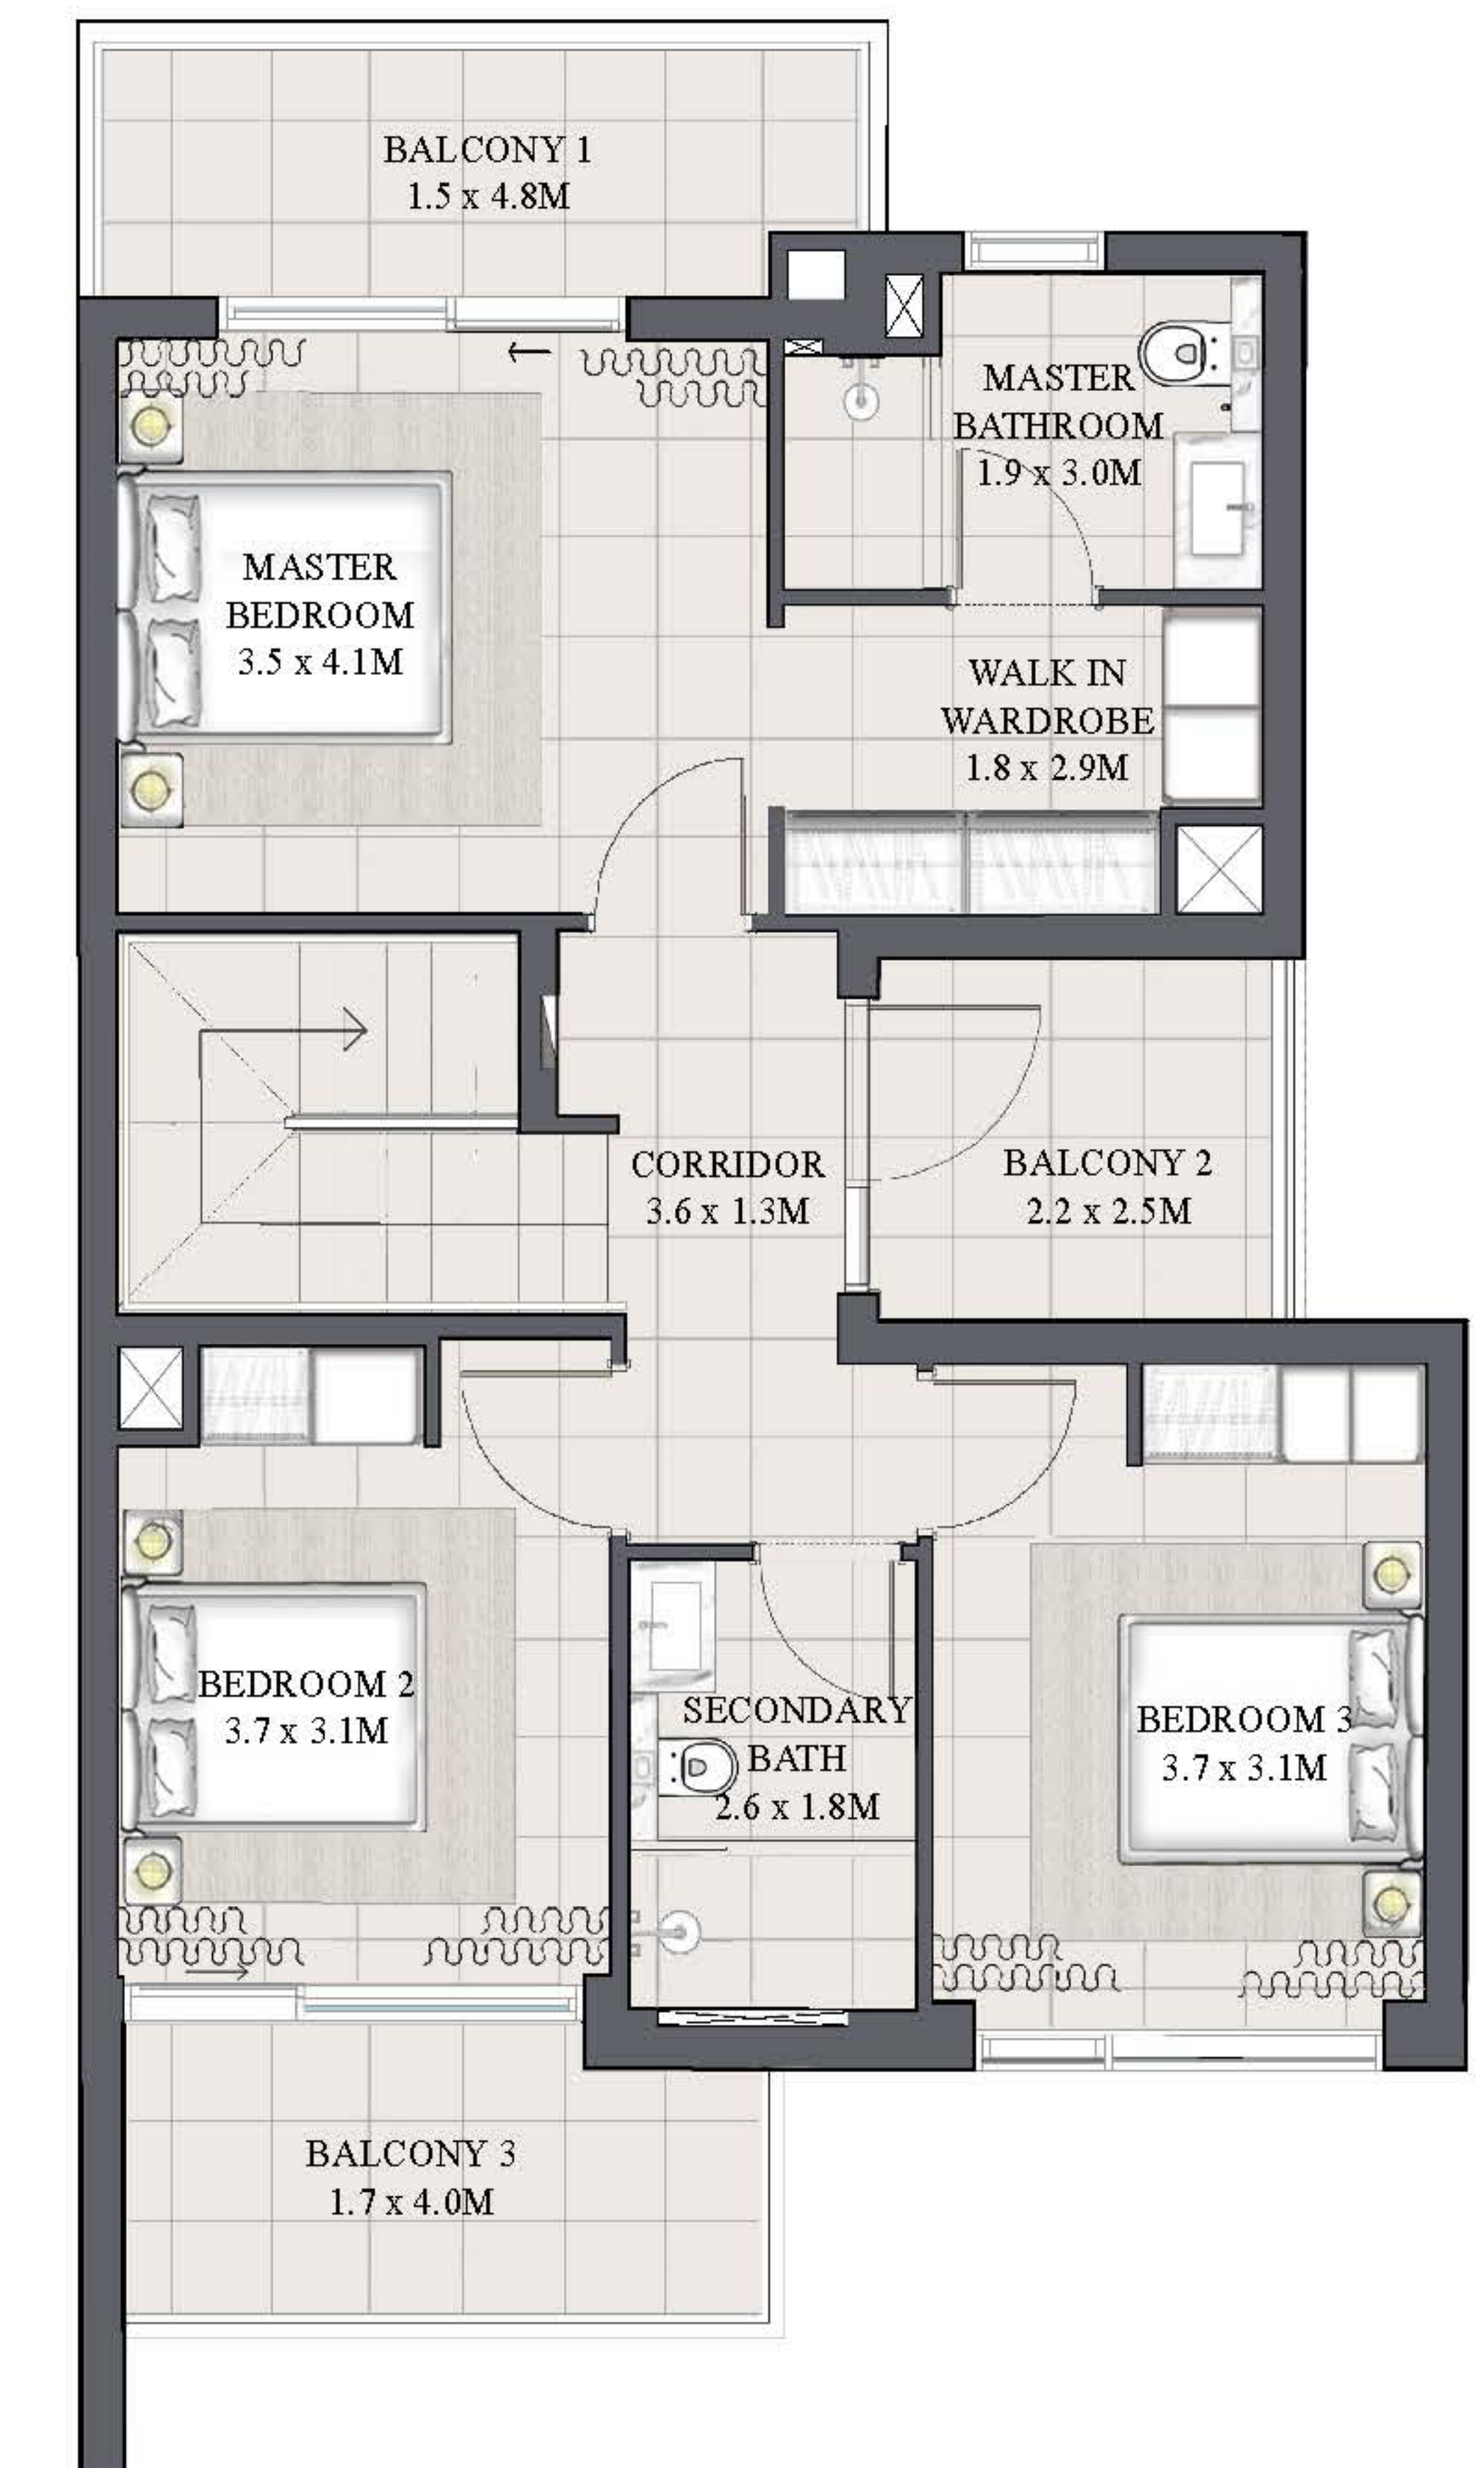 BALCONY 1
1.5 x 4.8M
MASTER
BATHROOM
1.9 x 3.0M
MASTER
BEDROOM
3.5 x 4.1M
WALK IN
WARDROBE
1.8 x 2.9M
CORRIDOR
3.6 x 1.3M
BALCONY 2
2.2 x 2.5M
BEDROOM 2
3.7 x 3.1M
SECONDARY
BATH
2.6 x 1.8M
BEDROOM 3
3.7 x 3.1M
BALCONY 3
1.7 x 4.0M